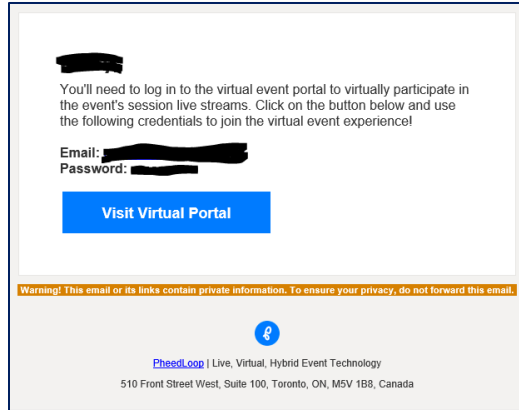 You'll need to log in to the virtual event portal to virtually participate in
the event's session live streams. Click on the button below and use
the following credentials to join the virtual event experience!
Email:
Password:
Visit Virtual Portal
Warning! This email or its links contain private information. To ensure your privacy, do not forward this email.
PheedLoop | Live, Virtual, Hybrid Event Technology
510 Front Street West, Suite 100, Toronto, ON, M5V 1B8, Canada